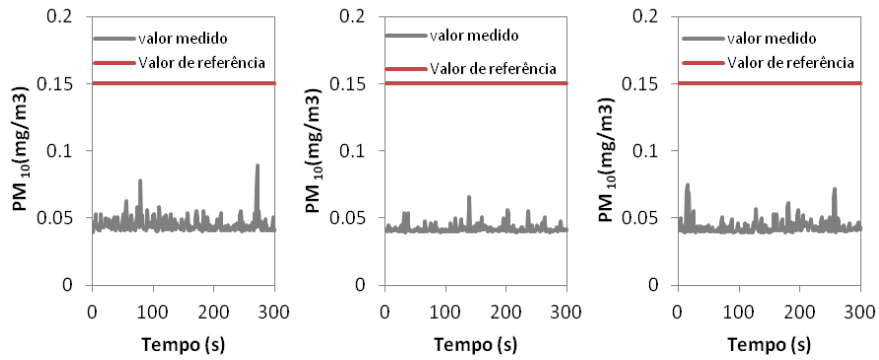 0.2
valor medido
Valor de referência
0.15
0.1
0.05
0
0 100 200 300
PM 10(mg/m3)
Tempo (s)
0.2
valor medido
Valor de referência
0.15
0.1
0.05
0
0 100 200 300
PM 10(mg/m3)
Tempo (s)
0.2
valor medido
Valor de referência
0.15
0.1
0.05
0
0 100 200 300
PM 10(mg/m3)
Tempo (s)